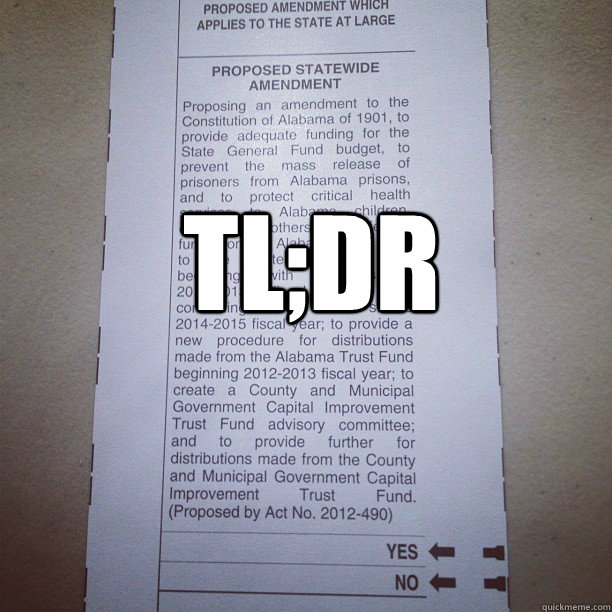 PROPOSED AMENDMENT WHICH
APPLIES TO THE STATE AT LARGE
PROPOSED STATEWIDE
AMENDMENT
Proposing an amendment to the
Constitution of Alabama of 1901, to
provide adequate funding for the
State General Fund budget, to
prevent the mass release of
prisoners from Alabama prisons,
and to protect critical health
services to Alabama children,
TL;DR
2014-2015 fiscal year; to provide a
new procedure for distributions
made from the Alabama Trust Fund
beginning 2012-2013 fiscal year; to
create a County and Municipal
Government Capital Improvement
Trust Fund advisory committee;
and to provide further for
distributions made from the County
and Municipal Government Capital
Improvement Trust Fund.
(Proposed by Act No. 2012-490)
YES
NO
quickmeme.com